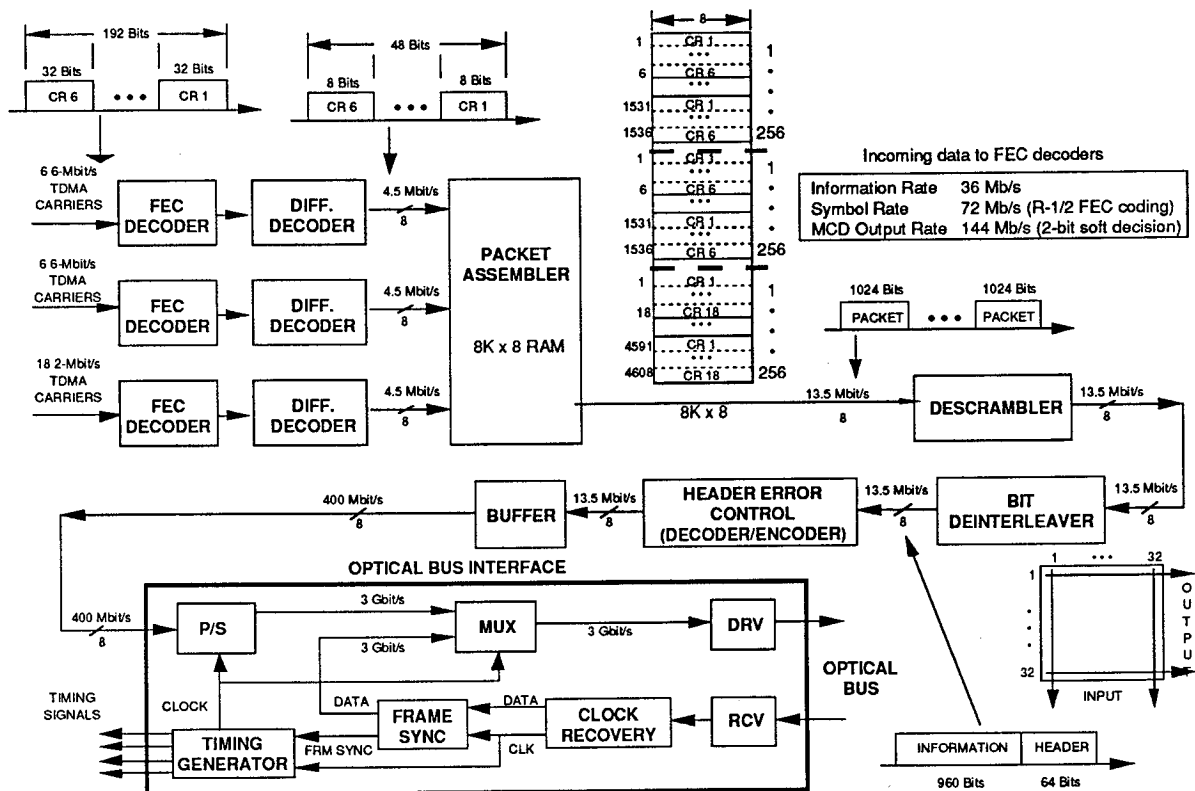 192 Bits
32 Bits
32 Bits
CR 6
• • •
CR 1
48 Bits
8 Bits
8 Bits
CR 6
• • •
CR 1
8
1
CR 1
• • •
6
CR 6
• • •
1531
CR 1
• • •
1536
CR 6
1
256
1
CR 1
• • •
6
CR 6
• • •
1531
CR 1
• • •
1536
CR 6
1
256
1
CR 1
• • •
18
CR 18
• • •
4591
CR 1
• • •
4608
CR 18
1
256
8K x 8
Incoming data to FEC decoders
Information Rate 36 Mb/s
Symbol Rate 72 Mb/s (R-1/2 FEC coding)
MCD Output Rate 144 Mb/s (2-bit soft decision)
6 6-Mbit/s
TDMA
CARRIERS
FEC
DECODER
DIFF.
DECODER
4.5 Mbit/s
8
6 6-Mbit/s
TDMA
CARRIERS
FEC
DECODER
DIFF.
DECODER
4.5 Mbit/s
8
18 2-Mbit/s
TDMA
CARRIERS
FEC
DECODER
DIFF.
DECODER
4.5 Mbit/s
8
PACKET
ASSEMBLER
8K x 8 RAM
1024 Bits
1024 Bits
PACKET
• • •
PACKET
13.5 Mbit/s
8
DESCRAMBLER
13.5 Mbit/s
8
13.5 Mbit/s
8
BIT
DEINTERLEAVER
13.5 Mbit/s
8
HEADER ERROR
CONTROL
(DECODER/ENCODER)
13.5 Mbit/s
8
BUFFER
400 Mbit/s
8
OPTICAL BUS INTERFACE
400 Mbit/s
8
P/S
3 Gbit/s
3 Gbit/s
MUX
3 Gbit/s
DRV
OPTICAL
BUS
RCV
CLOCK
RECOVERY
DATA
CLK
FRAME
SYNC
DATA
FRM SYNC
CLOCK
TIMING
GENERATOR
TIMING
SIGNALS
1 • • • 32
1
•
•
•
32
OUTPUT
INPUT
INFORMATION
HEADER
960 Bits
64 Bits